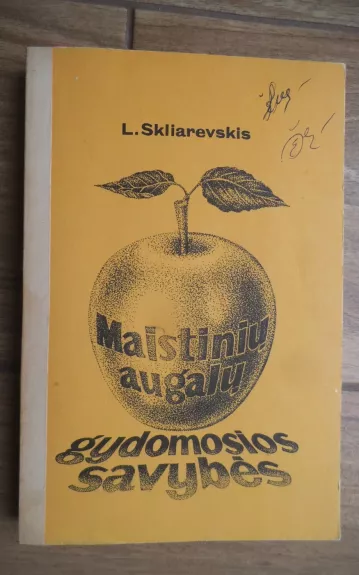 L. Skliarevskis
Maistinių
augalų
gydomosios
savybės